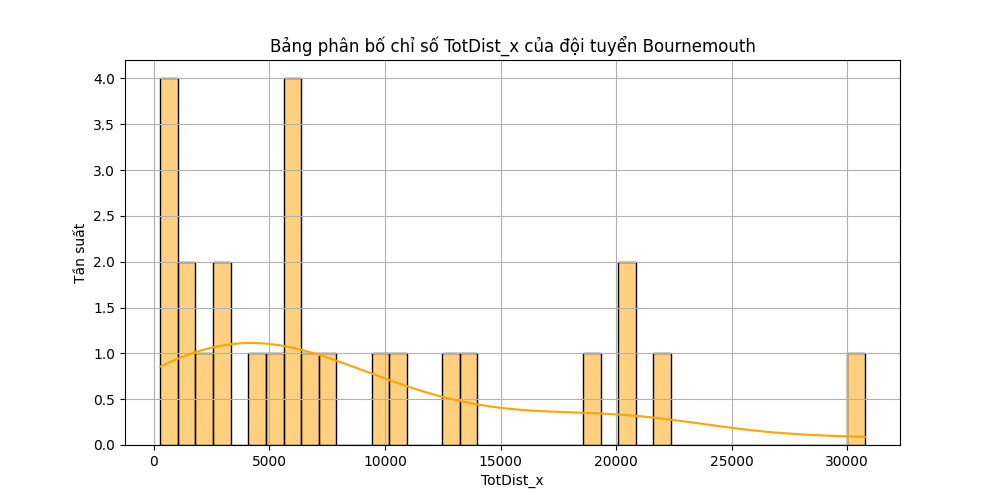 Bảng phân bố chỉ số TotDist_x của đội tuyển Bournemouth
4.0
3.5
3.0
2.5
2.0
1.5
1.0
0.5
0.0
Tần suất
0 5000 10000 15000 20000 25000 30000
TotDist_x